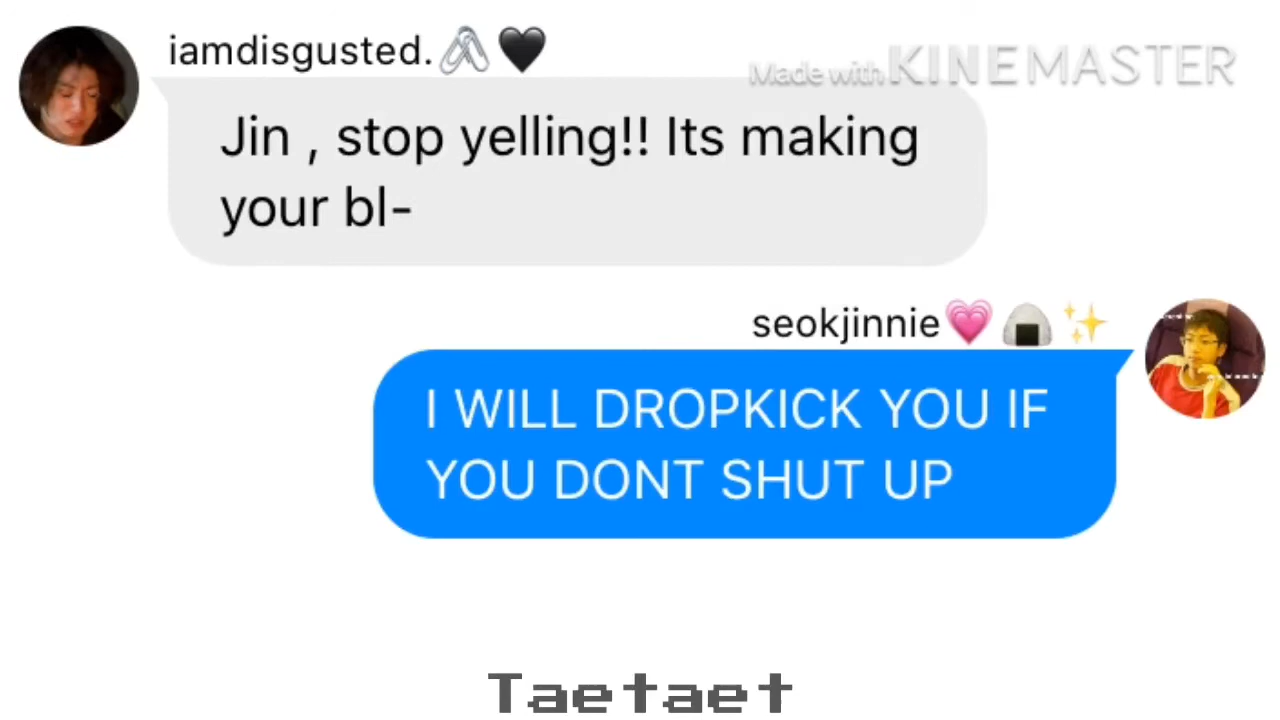 iamdisgusted.🖇️🖤
Made with KINEMASTER
Jin , stop yelling!! Its making
your bl-
seokjinnie💗🍙✨
I WILL DROPKICK YOU IF
YOU DONT SHUT UP
Taetaet